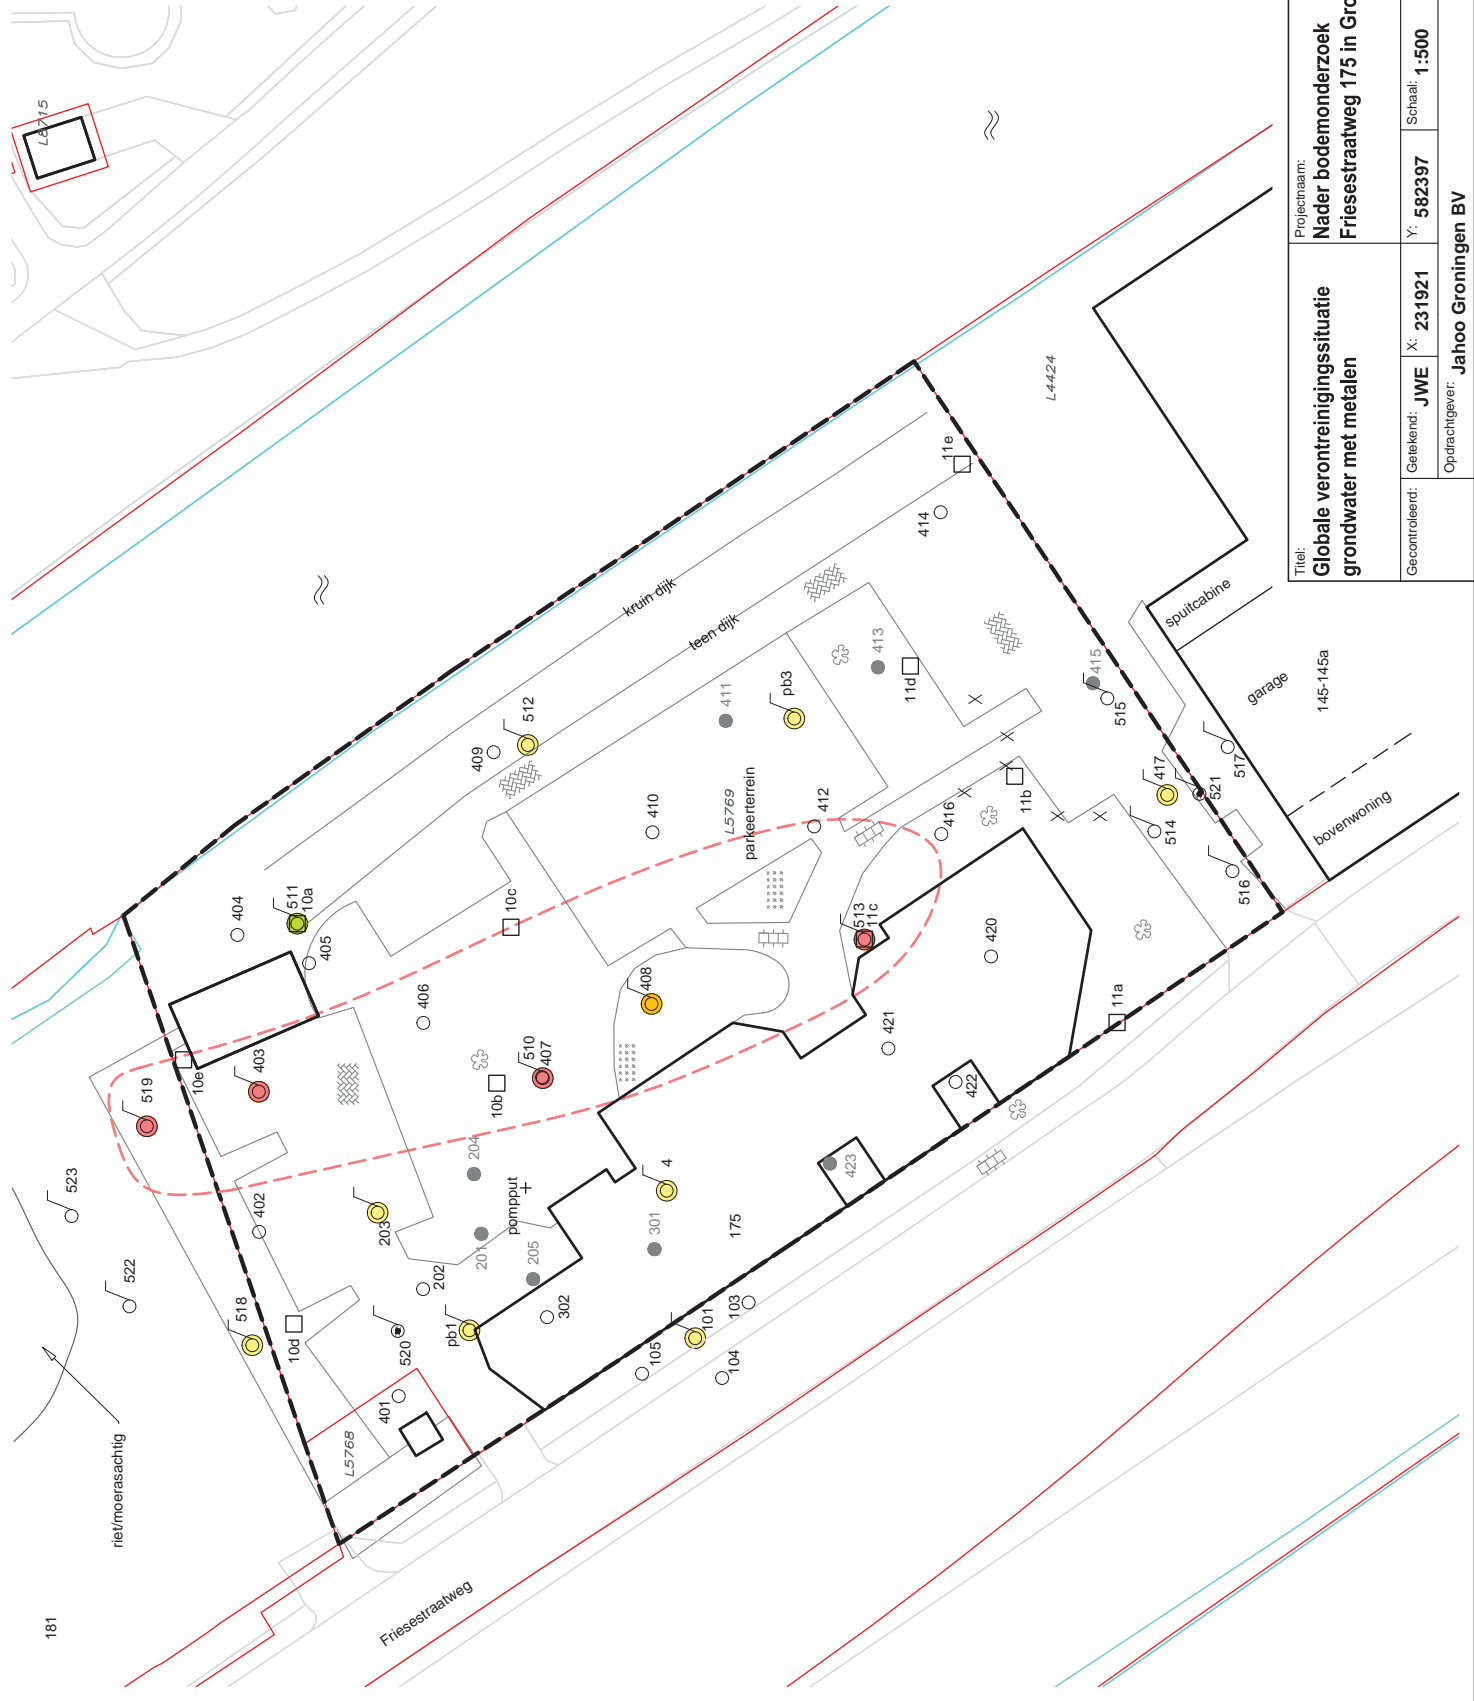 181
riet/moerasachtig
Friesestraatweg
L5768
L8715
523
522
519
518
10e
403
402
404
511
10a
405
406
203
10d
202
520
401
pb1
201
204
205
pompput
10b
510
407
10c
408
409
512
410
302
4
301
175
105
101
103
104
423
422
421
420
513
11c
11a
412
416
L5769
parkeerterrein
411
pb3
413
11d
11b
kruin dijk
teen dijk
414
11e
L4424
415
515
417
514
521
516
517
spuitcabine
garage
145-145a
bovenwoning
Titel:
Globale verontreinigingssituatie
grondwater met metalen
Projectnaam:
Nader bodemonderzoek
Friesestraatweg 175 in Gro
Gecontroleerd:
Getekend: JWE
X: 231921
Y: 582397
Schaal: 1:500
Opdrachtgever: Jahoo Groningen BV